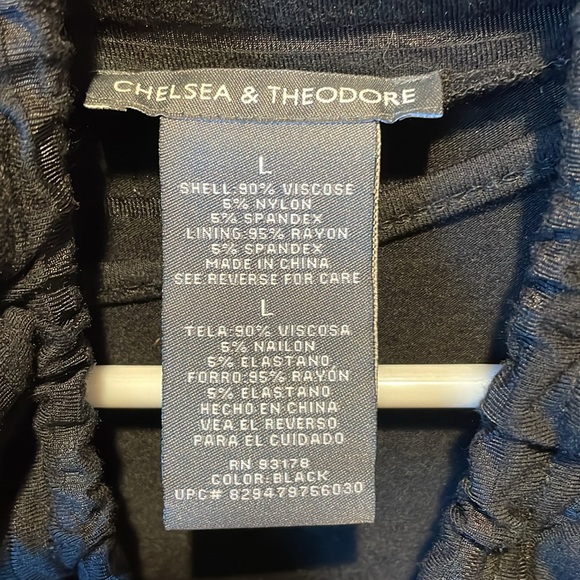 CHELSEA & THEODORE
L
SHELL:90% VISCOSE
5% NYLON
5% SPANDEX
LINING:95% RAYON
5% SPANDEX
MADE IN CHINA
SEE REVERSE FOR CARE
L
TELA:90% VISCOSA
5% NAILON
5% ELASTANO
FORRO:95% RAYON
5% ELASTANO
HECHO EN CHINA
VEA EL REVERSO
PARA EL CUIDADO
RN 93178
COLOR:BLACK
UPC# 829479756030